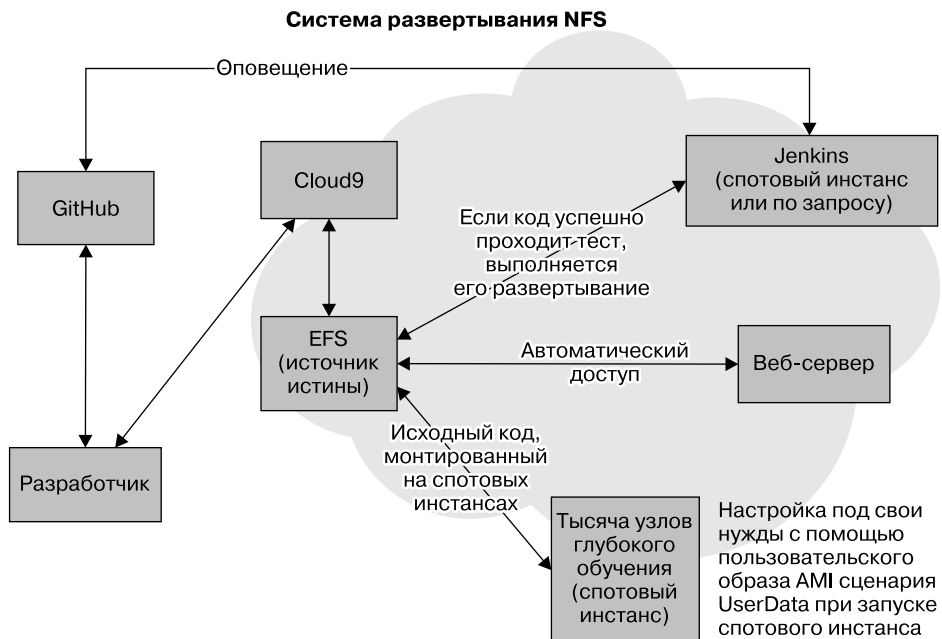 Система развертывания NFS
Оповещение
GitHub
Cloud9
Jenkins
(спотовый инстанс
или по запросу)
Если код успешно
проходит тест,
выполняется
его развертывание
EFS
(источник
истины)
Автоматический
доступ
Веб-сервер
Разработчик
Исходный код,
монтированный
на спотовых
инстансах
Тысяча узлов
глубокого
обучения
(спотовый
инстанс)
Настройка под свои
нужды с помощью
пользовательского
образа AMI сценария
UserData при запуске
спотового инстанса